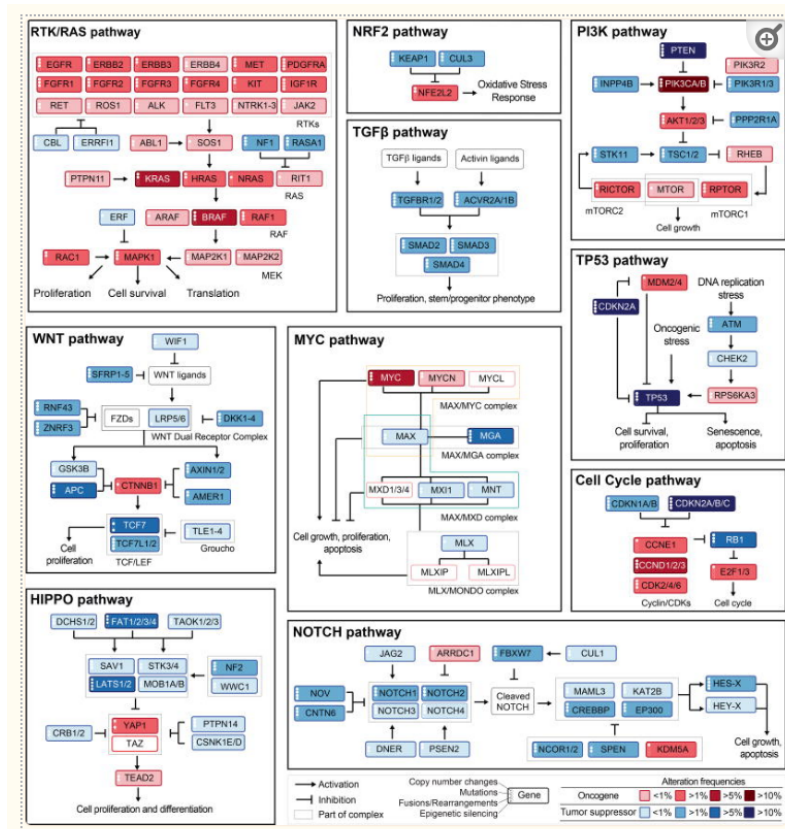 RTK/RAS pathway
EGFR ERBB2 ERBB3 ERBB4 MET PDGFRA
FGFR1 FGFR2 FGFR3 FGFR4 KIT IGF1R
RET ROS1 ALK FLT3 NTRK1-3 JAK2
RTKs
CBL ERRFI1 ABL1 SOS1 NF1 RASA1
PTPN11 KRAS HRAS NRAS RIT1
RAS
ERF ARAF BRAF RAF1
RAF
RAC1 MAPK1 MAP2K1 MAP2K2
MEK
Proliferation Cell survival Translation
NRF2 pathway
KEAP1 CUL3
NFE2L2
Oxidative Stress
Response
TGFβ pathway
TGFβ ligands Activin ligands
TGFBR1/2 ACVR2A/1B
SMAD2 SMAD3
SMAD4
Proliferation, stem/progenitor phenotype
PI3K pathway
PTEN
PIK3R2
INPP4B PIK3CA/B PIK3R1/3
AKT1/2/3 PPP2R1A
STK11 TSC1/2 RHEB
RICTOR MTOR RPTOR
mTORC2 mTORC1
Cell growth
TP53 pathway
MDM2/4
DNA replication
stress
CDKN2A
Oncogenic
stress
ATM
CHEK2
TP53 RPS6KA3
Cell survival,
proliferation
Senescence,
apoptosis
WNT pathway
WIF1
SFRP1-5 WNT ligands
RNF43
ZNRF3
FZDs LRP5/6 DKK1-4
WNT Dual Receptor Complex
GSK3B AXIN1/2
APC CTNNB1
AMER1
TCF7 TLE1-4
TCF7L1/2 Groucho
TCF/LEF
Cell
proliferation
MYC pathway
MYC MYCN MYCL
MAX/MYC complex
MAX MGA
MAX/MGA complex
MXD1/3/4 MXI1 MNT
MAX/MXD complex
Cell growth, proliferation,
apoptosis
MLX
MLXIP MLXIPL
MLX/MONDO complex
Cell Cycle pathway
CDKN1A/B CDKN2A/B/C
CCNE1 RB1
CCND1/2/3 E2F1/3
CDK2/4/6
Cyclin/CDKs Cell cycle
HIPPO pathway
DCHS1/2 FAT1/2/3/4 TAOK1/2/3
SAV1 STK3/4 NF2
LATS1/2 MOB1A/B WWC1
CRB1/2 YAP1 PTPN14
TAZ CSNK1E/D
TEAD2
Cell proliferation and differentiation
NOTCH pathway
JAG2 ARRDC1 FBXW7 CUL1
NOV NOTCH1 NOTCH2
CNTN6 NOTCH3 NOTCH4
Cleaved
NOTCH
MAML3 KAT2B HES-X
CREBBP EP300 HEY-X
DNER PSEN2
NCOR1/2 SPEN KDM5A
Cell growth,
apoptosis
Activation
Inhibition
Part of complex
Copy number changes
Mutations
Fusions/Rearrangements
Epigenetic silencing
Gene
Alteration frequencies
Oncogene <1% >1% >5% >10%
Tumor suppressor <1% >1% >5% >10%